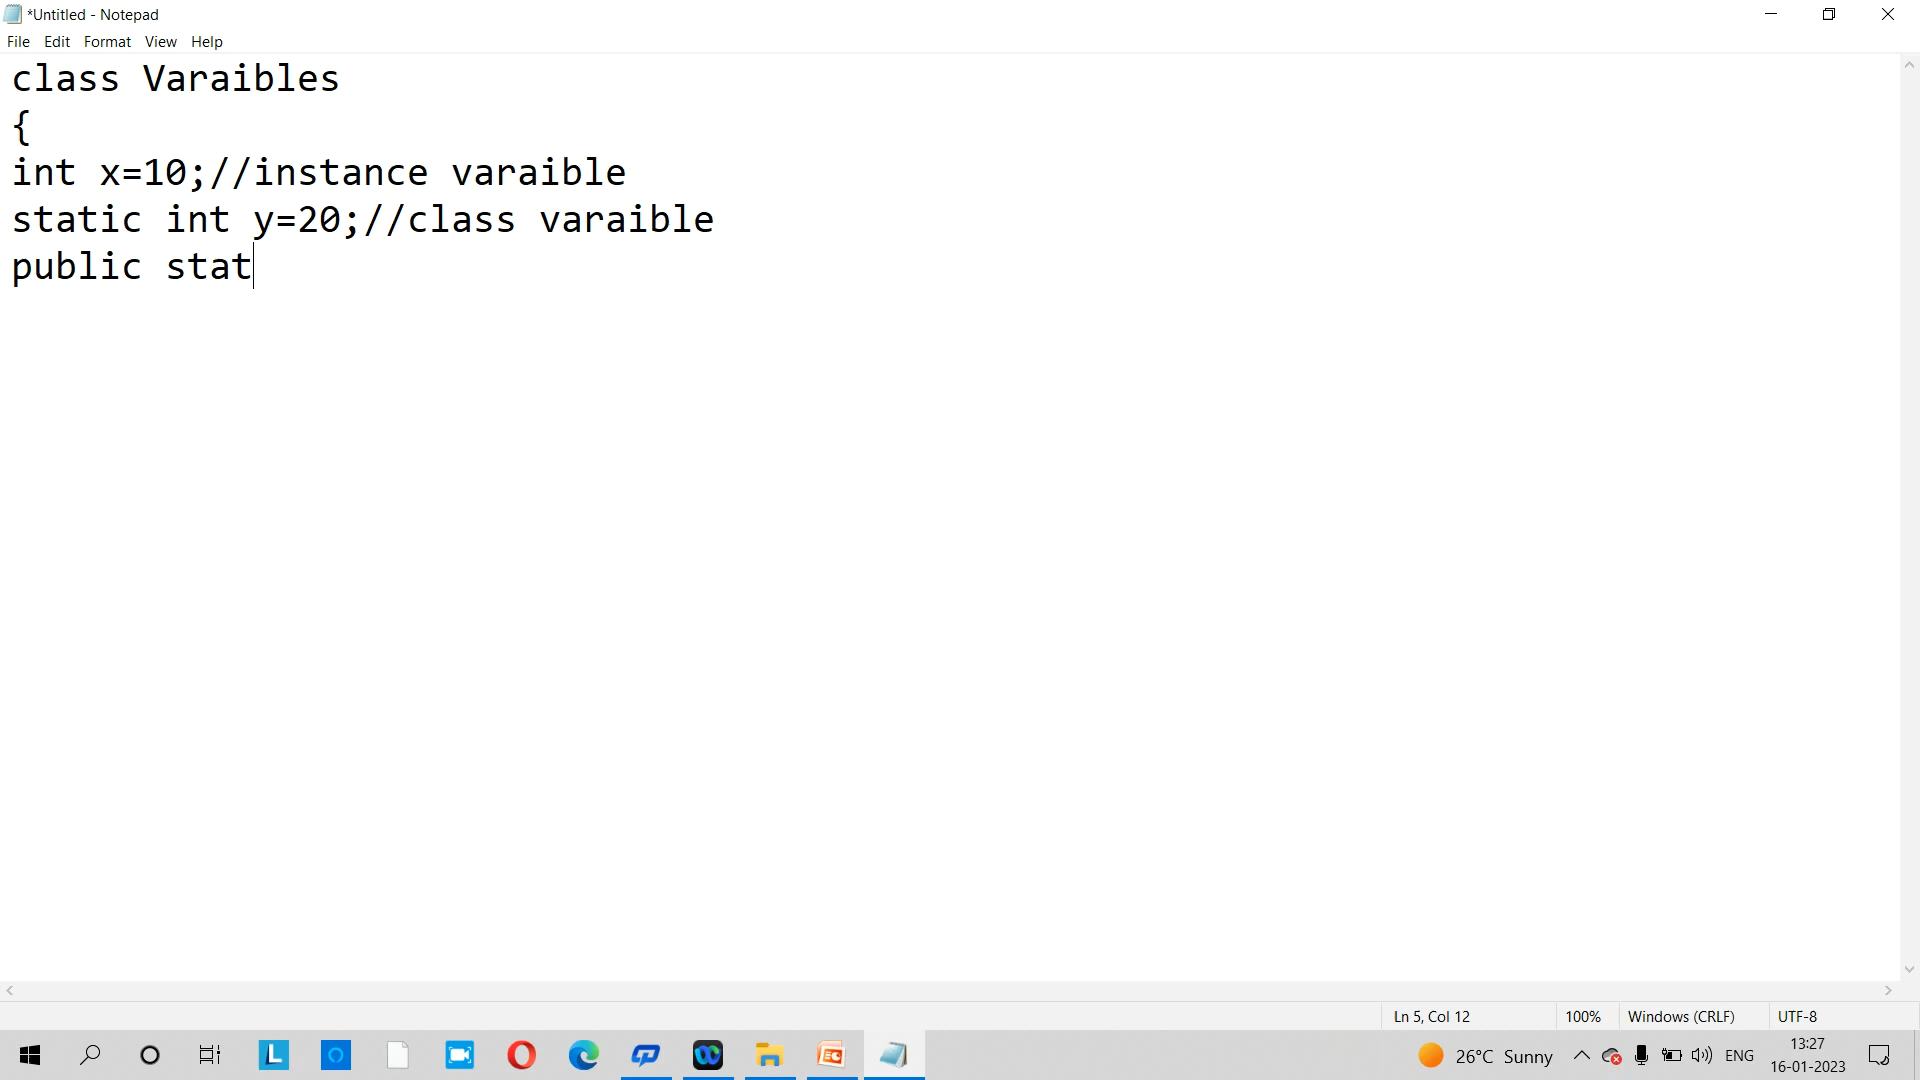 *Untitled - Notepad
File Edit Format View Help
class Varaibles
{
int x=10;//instance varaible
static int y=20;//class varaible
public stat
Ln 5, Col 12 100% Windows (CRLF) UTF-8
26°C Sunny ENG 13:27
16-01-2023